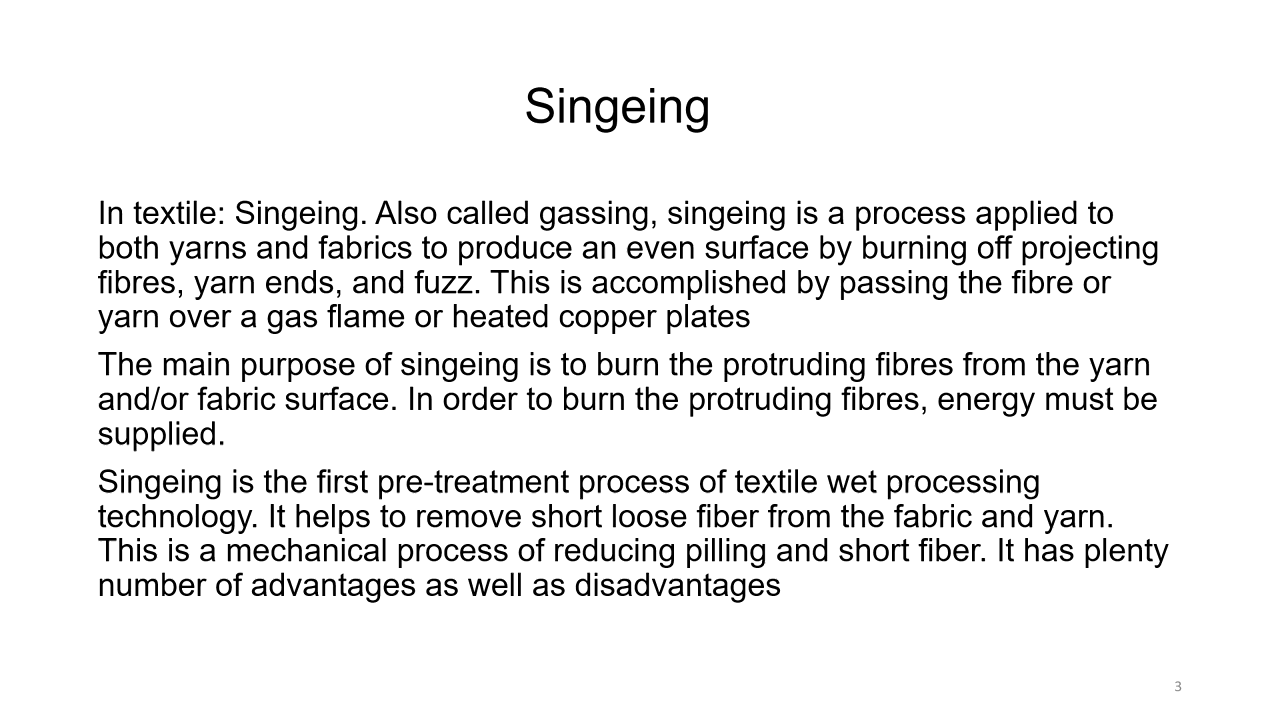 Singeing
In textile: Singeing. Also called gassing, singeing is a process applied to
both yarns and fabrics to produce an even surface by burning off projecting
fibres, yarn ends, and fuzz. This is accomplished by passing the fibre or
yarn over a gas flame or heated copper plates
The main purpose of singeing is to burn the protruding fibres from the yarn
and/or fabric surface. In order to burn the protruding fibres, energy must be
supplied.
Singeing is the first pre-treatment process of textile wet processing
technology. It helps to remove short loose fiber from the fabric and yarn.
This is a mechanical process of reducing pilling and short fiber. It has plenty
number of advantages as well as disadvantages
3